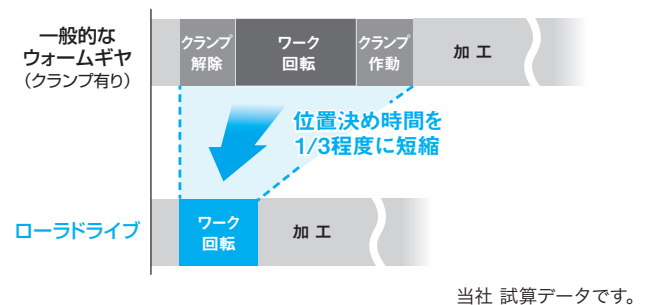 一般的な
ウォームギヤ
（クランプ有り）
クランプ
解除
ワーク
回転
クランプ
作動
加 工
位置決め時間を
1/3程度に短縮
ローラドライブ
ワーク
回転
加 工
当社 試算データです。